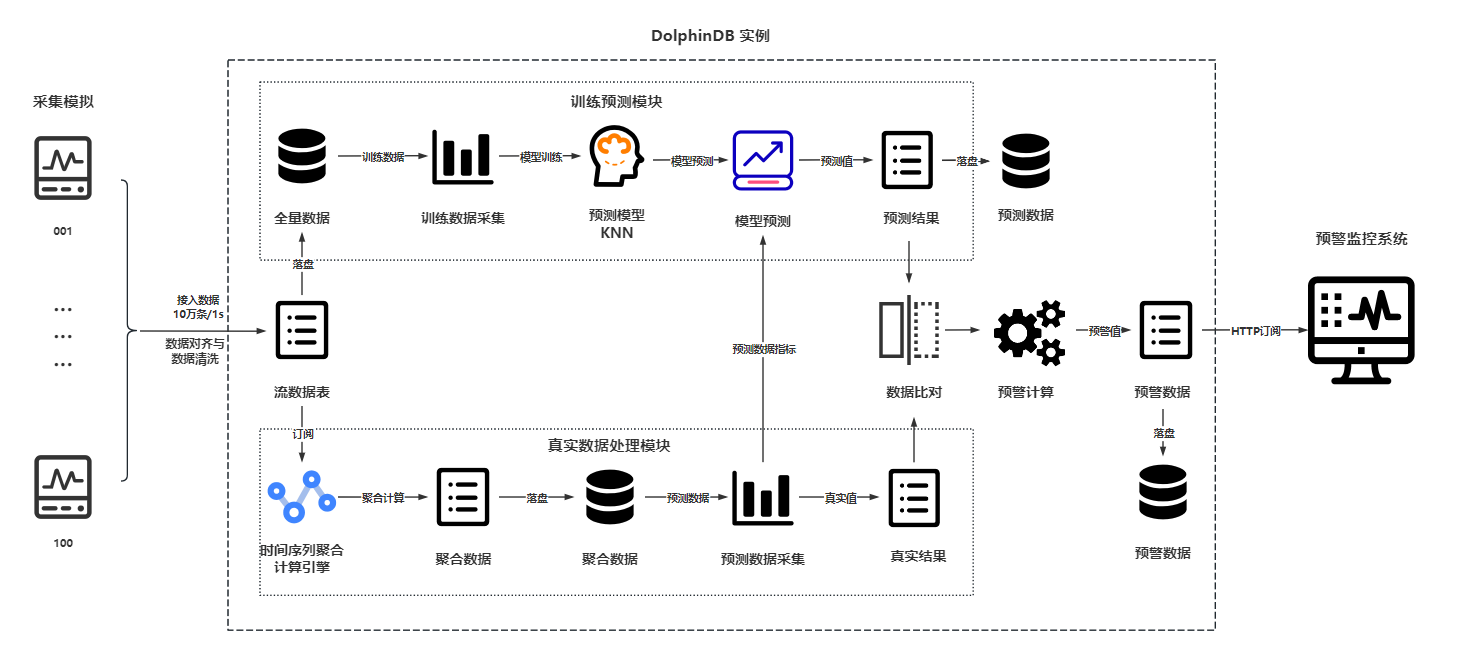 DolphinDB 实例
采集模拟
001
...
...
...
100
接入数据
10万条/1s
数据对齐与
数据清洗
训练预测模块
全量数据
训练数据
训练数据采集
模型训练
预测模型
KNN
模型预测
模型预测
预测值
预测结果
落盘
预测数据
落盘
流数据表
订阅
预测数据指标
数据比对
预警计算
预警值
预警数据
HTTP订阅
预警监控系统
落盘
预警数据
真实数据处理模块
时间序列聚合
计算引擎
聚合计算
聚合数据
落盘
聚合数据
预测数据
预测数据采集
真实值
真实结果